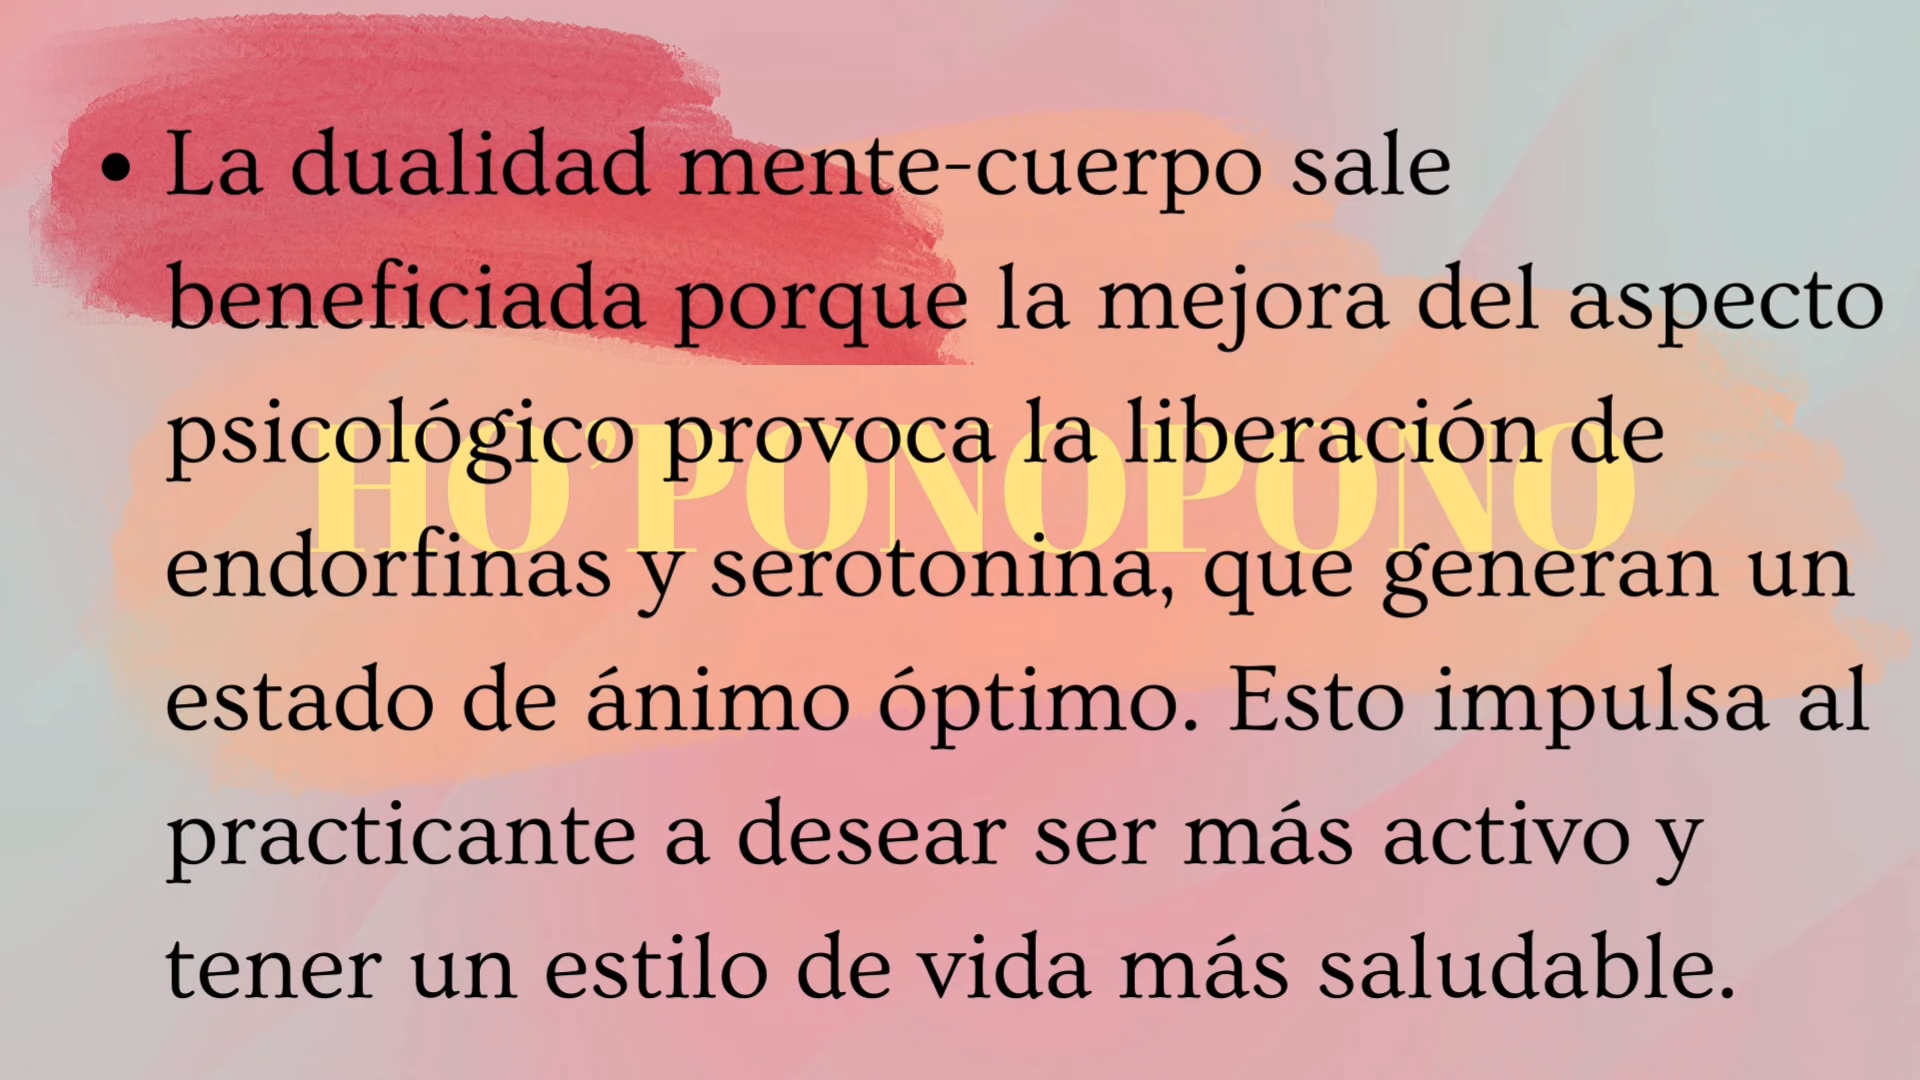 • La dualidad mente-cuerpo sale
beneficiada porque la mejora del aspecto
psicológico provoca la liberación de
HO’PONOPONO
endorfinas y serotonina, que generan un
estado de ánimo óptimo. Esto impulsa al
practicante a desear ser más activo y
tener un estilo de vida más saludable.